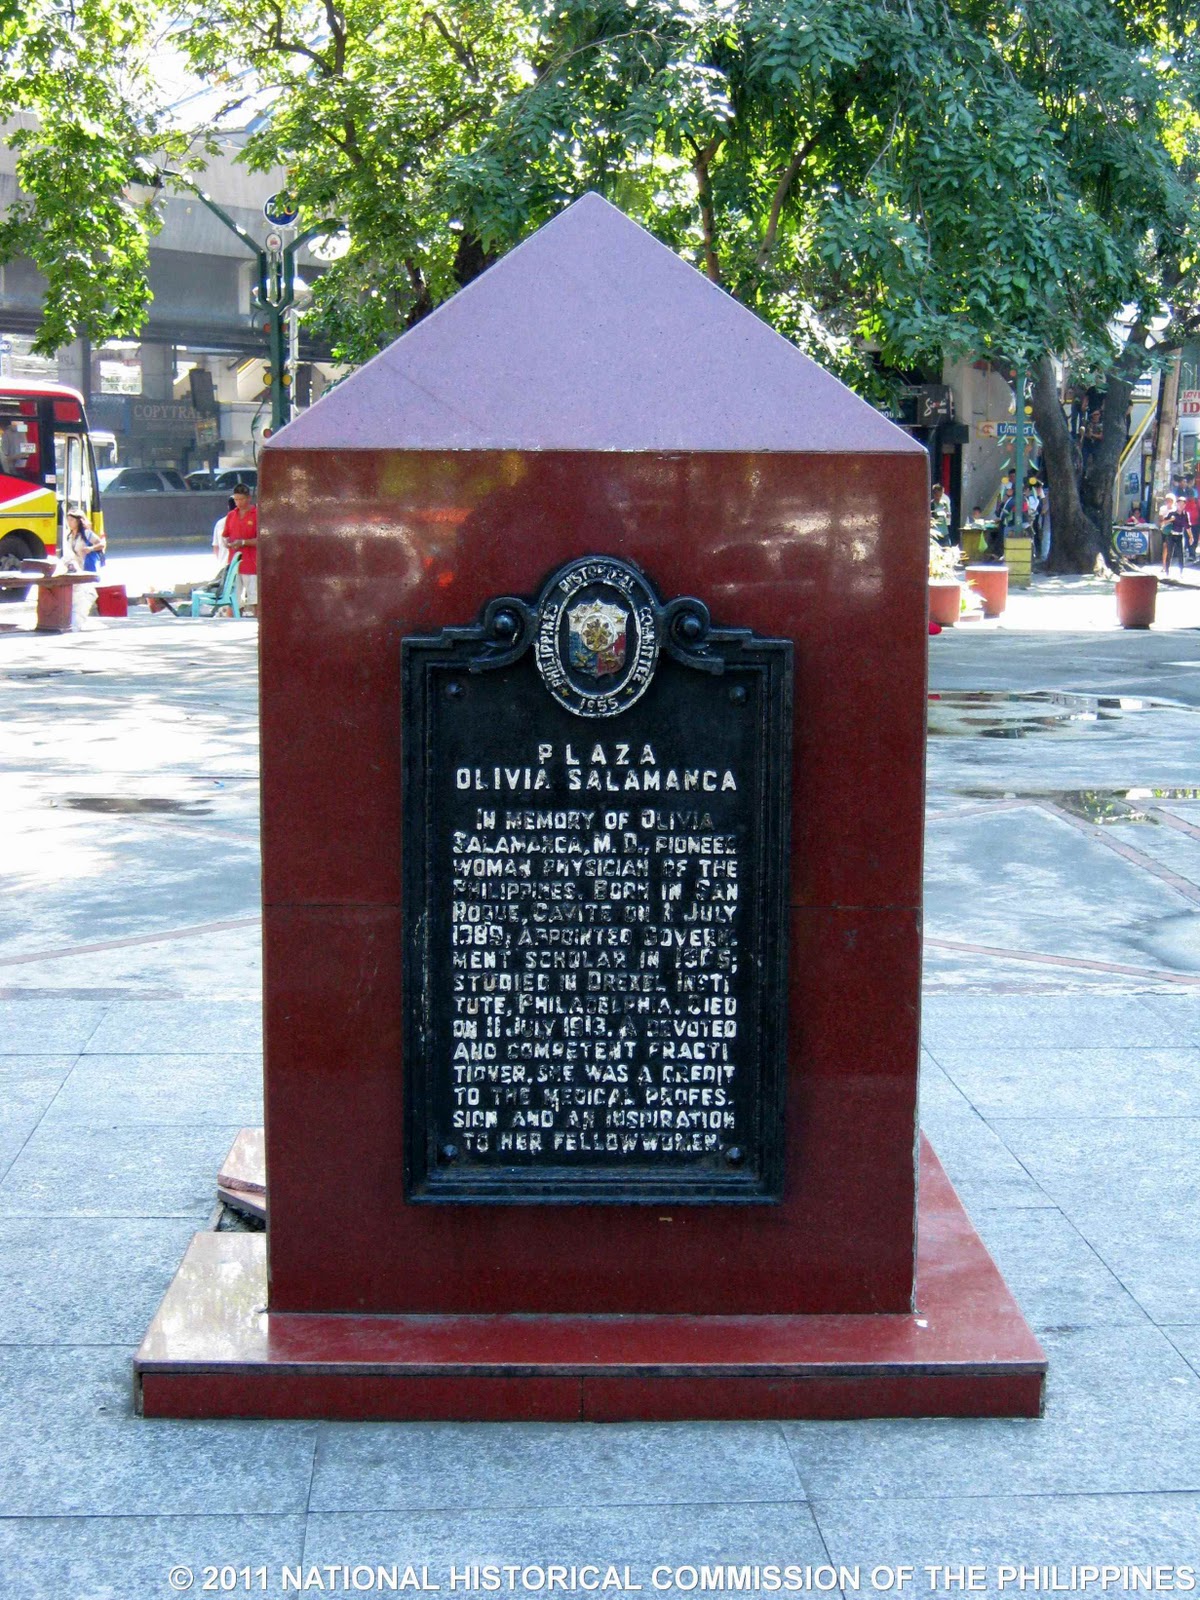 PHILIPPINES HISTORICAL COMMITTEE
1955
PLAZA
OLIVIA SALAMANCA
IN MEMORY OF OLIVIA
SALAMANCA, M. D., PIONEER
WOMAN PHYSICIAN OF THE
PHILIPPINES. BORN IN SAN
ROQUE, CAVITE ON 1 JULY
1889; APPOINTED GOVERN-
MENT SCHOLAR IN 1905;
STUDIED IN DREXEL INSTI
TUTE, PHILADELPHIA. DIED
ON 11 JULY 1913. A DEVOTED
AND COMPETENT PRACTI
TIONER, SHE WAS A CREDIT
TO THE MEDICAL PROFES-
SION AND AN INSPIRATION
TO HER FELLOWWOMEN.
COPYTRA
© 2011 NATIONAL HISTORICAL COMMISSION OF THE PHILIPPINES